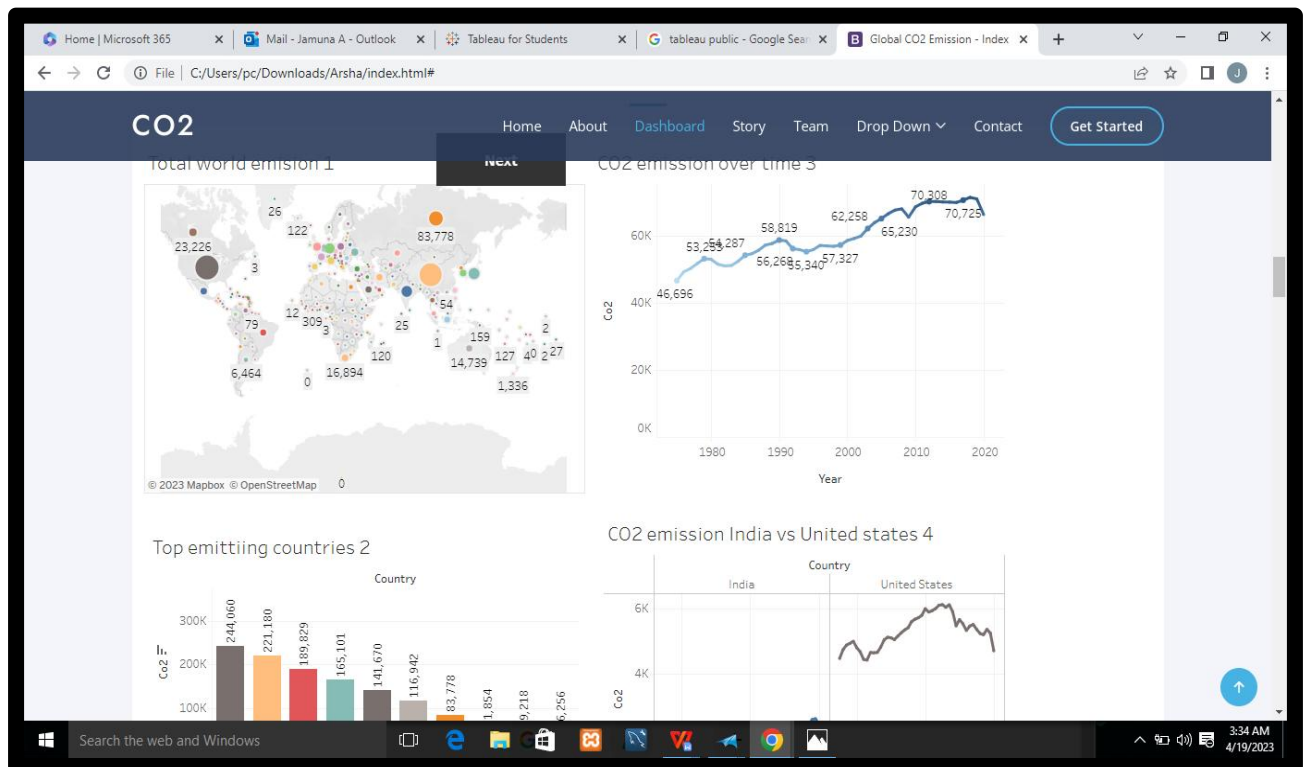 Home | Microsoft 365
Mail - Jamuna A - Outlook
Tableau for Students
tableau public - Google Sear
Global CO2 Emission - Index
File | C:/Users/pc/Downloads/Arsha/index.html#
J
CO2
Home About Dashboard Story Team Drop Down Contact Get Started
Total world emision 1
Next
CO2 emission over time 3
26
122
83,778
23,226
3
12
309
3
79
54
25
1
159
2
120
14,739
127
40
2
27
6,464
0
16,894
1,336
0
© 2023 Mapbox © OpenStreetMap
70,308
70,725
62,258
65,230
58,819
54,287
56,268
55,340
57,327
46,696
60K
40K
20K
0K
Co2
1980 1990 2000 2010 2020
Year
Top emittiing countries 2
Country
300K
200K
100K
Co2
244,060
221,180
189,829
165,101
141,670
116,942
83,778
CO2 emission India vs United states 4
Country
India United States
6K
4K
Co2
Search the web and Windows
3:34 AM
4/19/2023